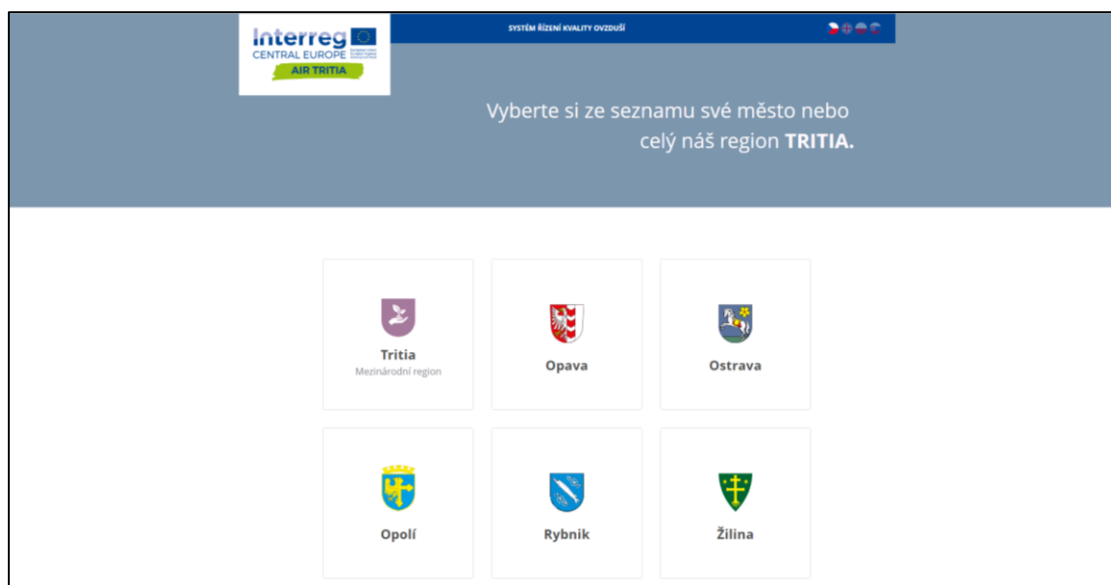 Interreg
CENTRAL EUROPE
AIR TRITIA
SYSTÉM ŘÍZENÍ KVALITY OVZDUŠÍ
Vyberte si ze seznamu své město nebo
celý náš region TRITIA.
Tritia
Mezinárodní region
Opava
Ostrava
Opolí
Rybnik
Žilina